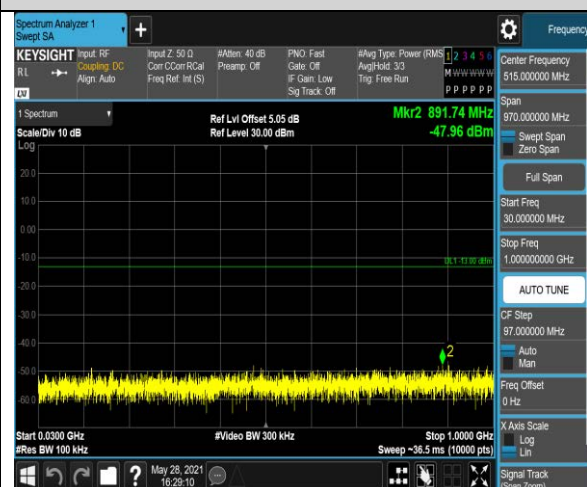 Spectrum Analyzer 1
Swept SA
+
Frequency
KEYSIGHT
RL
Input: RF
Coupling: DC
Align: Auto
Input Z: 50 Ω
Corr CCorr RCal
Freq Ref: Int (S)
#Atten: 40 dB
Preamp: Off
PNO: Fast
Gate: Off
IF Gain: Low
Sig Track: Off
#Avg Type: Power (RMS
Avg|Hold: 3/3
Trig: Free Run
1 2 3 4 5 6
M W W W W W
P P P P P P
LXI
1 Spectrum
Scale/Div 10 dB
Log
Ref Lvl Offset 5.05 dB
Ref Level 30.00 dBm
Mkr2 891.74 MHz
-47.96 dBm
20.0
10.0
0.00
-10.0
-20.0
-30.0
-40.0
-50.0
-60.0
DL1 -13.00 dBm
2
Start 0.0300 GHz
#Res BW 100 kHz
#Video BW 300 kHz
Stop 1.0000 GHz
Sweep ~36.5 ms (10000 pts)
May 28, 2021
16:29:10
?
Center Frequency
515.000000 MHz
Span
970.000000 MHz
Swept Span
Zero Span
Full Span
Start Freq
30.000000 MHz
Stop Freq
1.000000000 GHz
AUTO TUNE
CF Step
97.000000 MHz
Auto
Man
Freq Offset
0 Hz
X Axis Scale
Log
Lin
Signal Track
(Span Zoom)